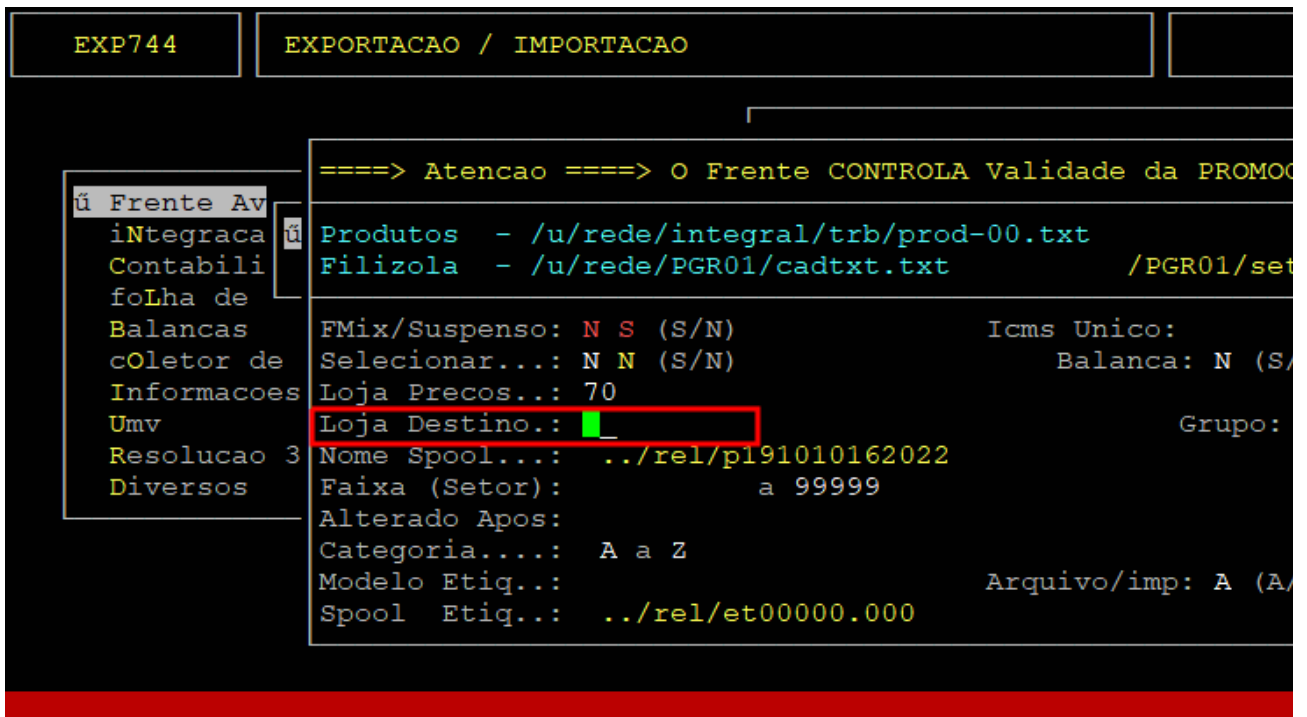 EXP744 EXPORTACAO / IMPORTACAO
====> Atencao ====> O Frente CONTROLA Validade da PROMOC
ű Frente Av
iNtegraca ű Produtos - /u/rede/integral/trb/prod-00.txt
Contabili Filizola - /u/rede/PGR01/cadtxt.txt /PGR01/set
foLha de
Balancas FMix/Suspenso: N S (S/N) Icms Unico:
cOletor de Selecionar...: N N (S/N) Balanca: N (S/
Informacoes Loja Precos..: 70
Umv Loja Destino.: _ Grupo:
Resolucao 3 Nome Spool...: ../rel/p191010162022
Diversos Faixa (Setor): a 99999
Alterado Apos:
Categoria....: A a Z
Modelo Etiq..: Arquivo/imp: A (A/
Spool Etiq..: ../rel/et00000.000